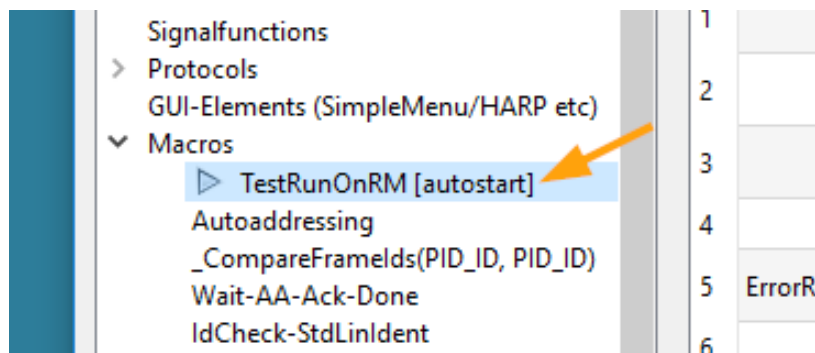 Signalfunctions
Protocols
GUI-Elements (SimpleMenu/HARP etc)
Macros
TestRunOnRM [autostart]
Autoaddressing
_CompareFrameIds(PID_ID, PID_ID)
Wait-AA-Ack-Done
IdCheck-StdLinIdent
1
2
3
4
5 ErrorR
6